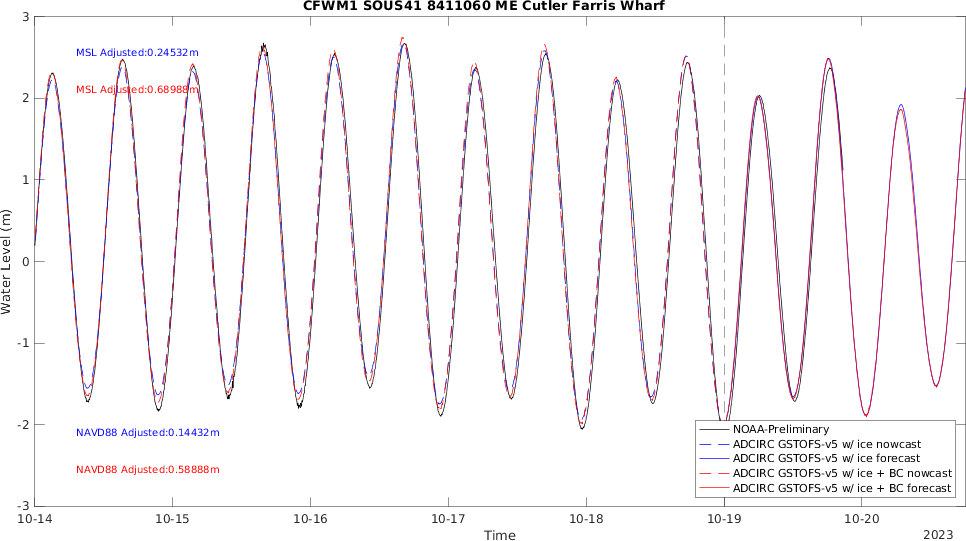 CFWM1 SOUS41 8411060 ME Cutler Farris Wharf
3
MSL Adjusted:0.24532m
MSL Adjusted:0.68988m
2
1
0
Water Level (m)
-1
-2
NAVD88 Adjusted:0.14432m
NAVD88 Adjusted:0.58888m
-3
NOAA-Preliminary
ADCIRC GSTOFS-v5 w/ ice nowcast
ADCIRC GSTOFS-v5 w/ ice forecast
ADCIRC GSTOFS-v5 w/ ice + BC nowcast
ADCIRC GSTOFS-v5 w/ ice + BC forecast
10-14 10-15 10-16 10-17 10-18 10-19 10-20
Time
2023